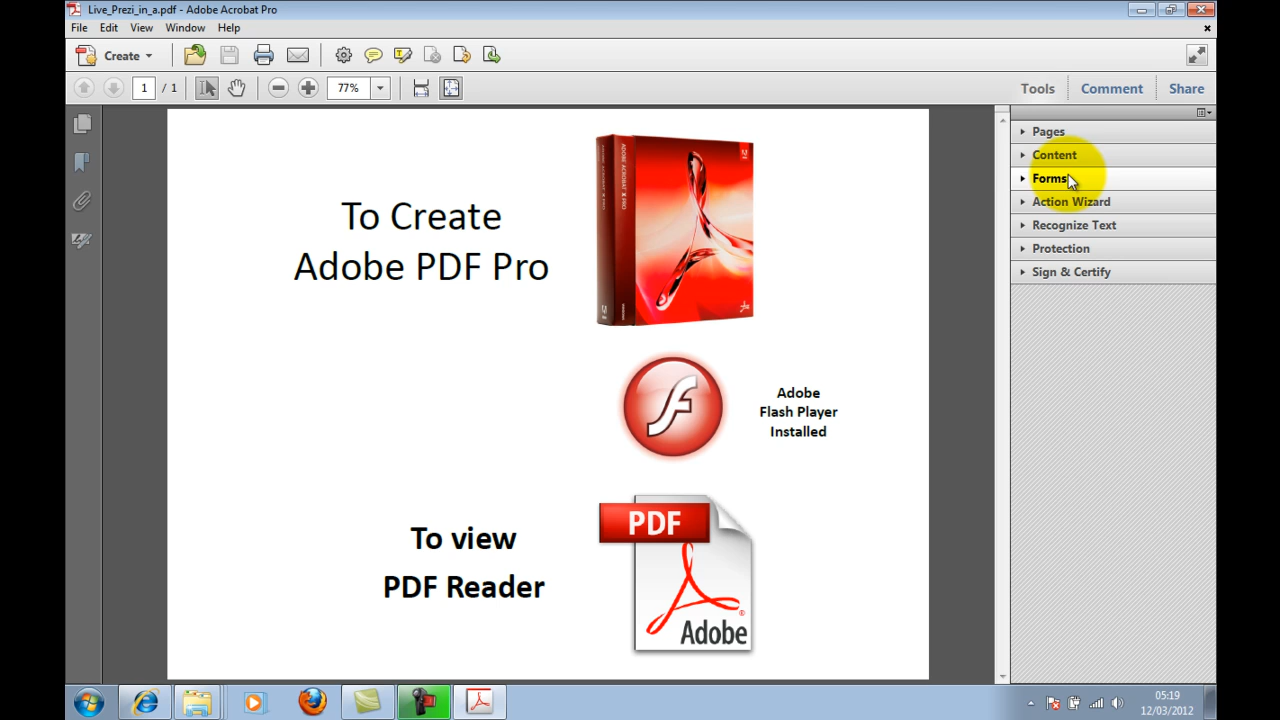 Live_Prezi_in_a.pdf - Adobe Acrobat Pro
File Edit View Window Help
Create
1 / 1 77% Tools Comment Share
Pages
Content
Forms
Action Wizard
Recognize Text
Protection
Sign & Certify
To Create
Adobe PDF Pro
Adobe
Flash Player
Installed
To view
PDF Reader
PDF
Adobe
05:19
12/03/2012